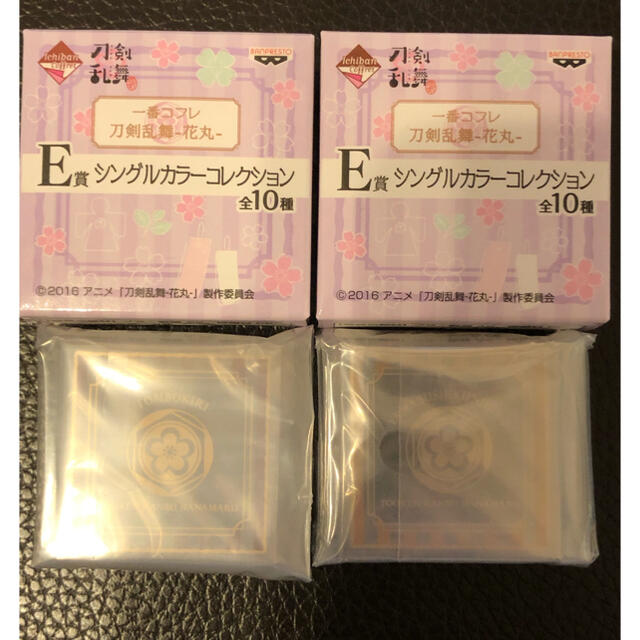 Ichiban
Coffret
刀剣乱舞
BANPRESTO
一番コフレ
刀剣乱舞-花丸-
E賞 シングルカラーコレクション
全10種
©2016 アニメ「刀剣乱舞-花丸-」製作委員会
Ichiban
Coffret
刀剣乱舞
BANPRESTO
一番コフレ
刀剣乱舞-花丸-
E賞 シングルカラーコレクション
全10種
©2016 アニメ「刀剣乱舞-花丸-」製作委員会
TOMBOKIRI
HANAMARU